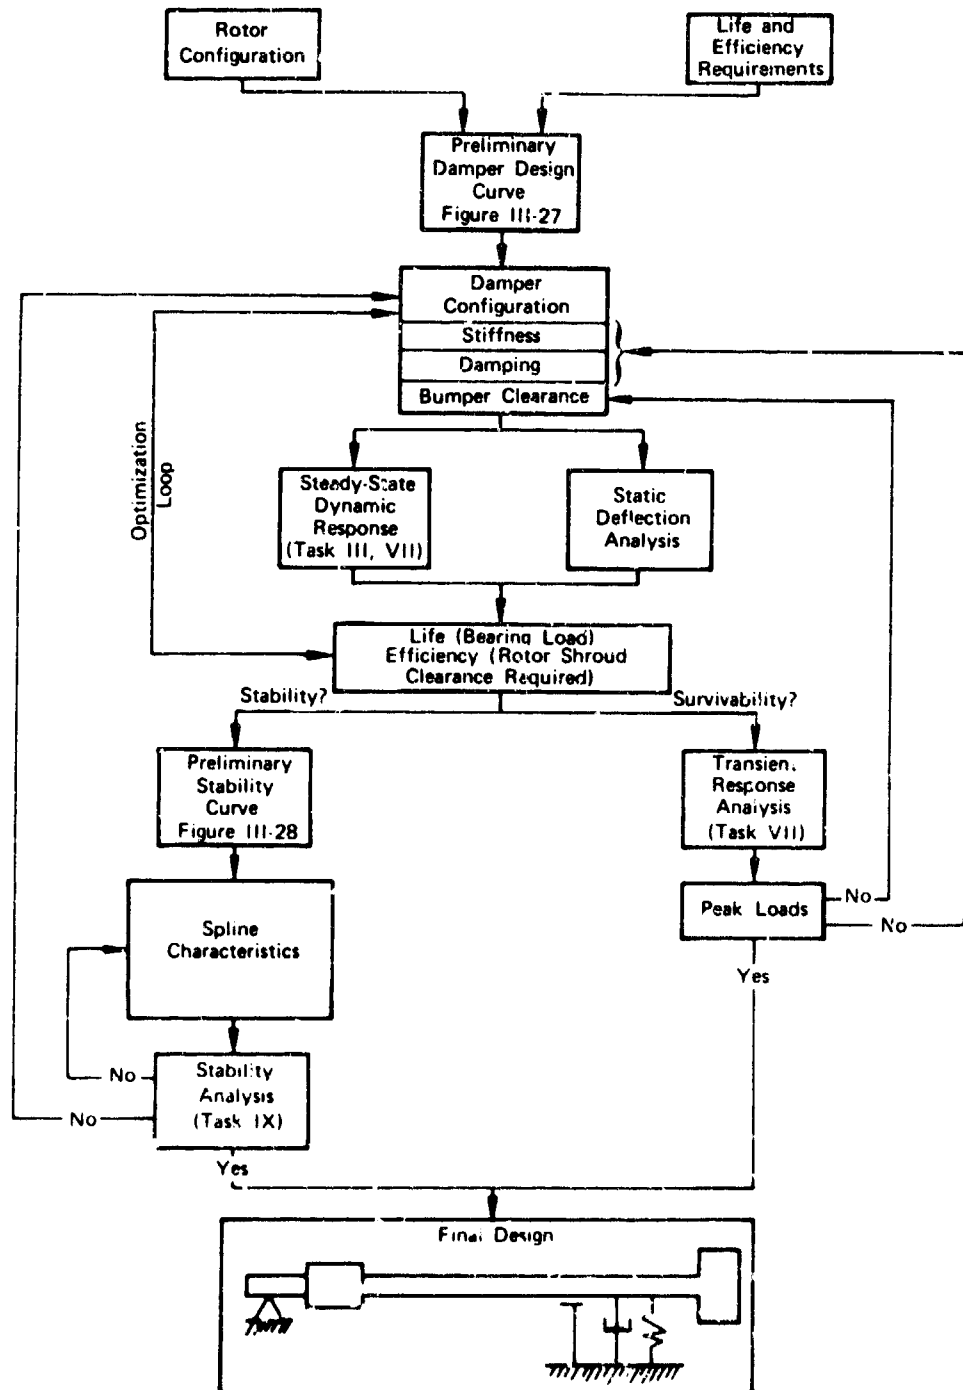 Rotor
Configuration
Life and
Efficiency
Requirements
Preliminary
Damper Design
Curve
Figure III-27
Damper
Configuration
Stiffness
Damping
Bumper Clearance
Optimization
Loop
Steady-State
Dynamic
Response
(Task III, VII)
Static
Deflection
Analysis
Life (Bearing Load)
Efficiency (Rotor Shroud
Clearance Required)
Stability?
Survivability?
Preliminary
Stability
Curve
Figure III-28
Transient
Response
Analysis
(Task VII)
Spline
Characteristics
Peak Loads
No
No
Yes
Stability
Analysis
(Task IX)
No
No
Yes
Final Design